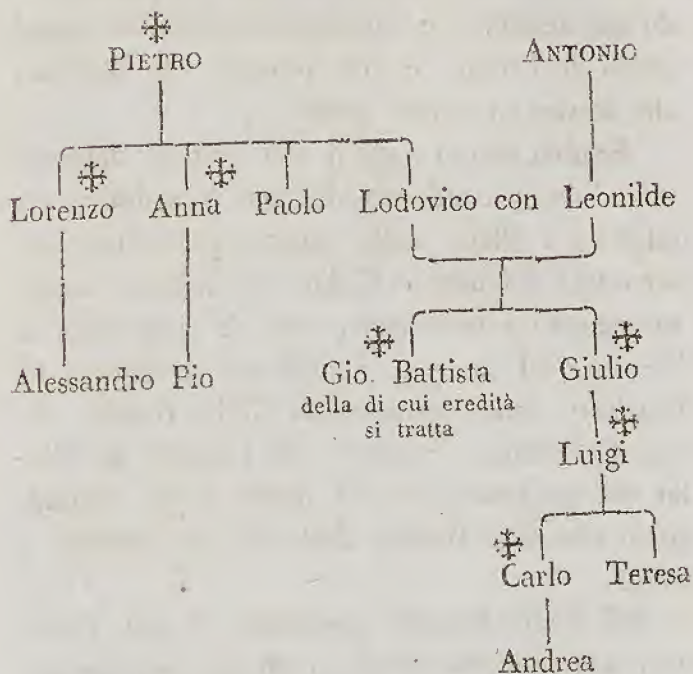 PIETRO ANTONIO
Lorenzo Anna Paolo Lodovico con Leonilde
Alessandro Pio Gio. Battista Giulio
della di cui eredità
si tratta
Luigi
Carlo Teresa
Andrea